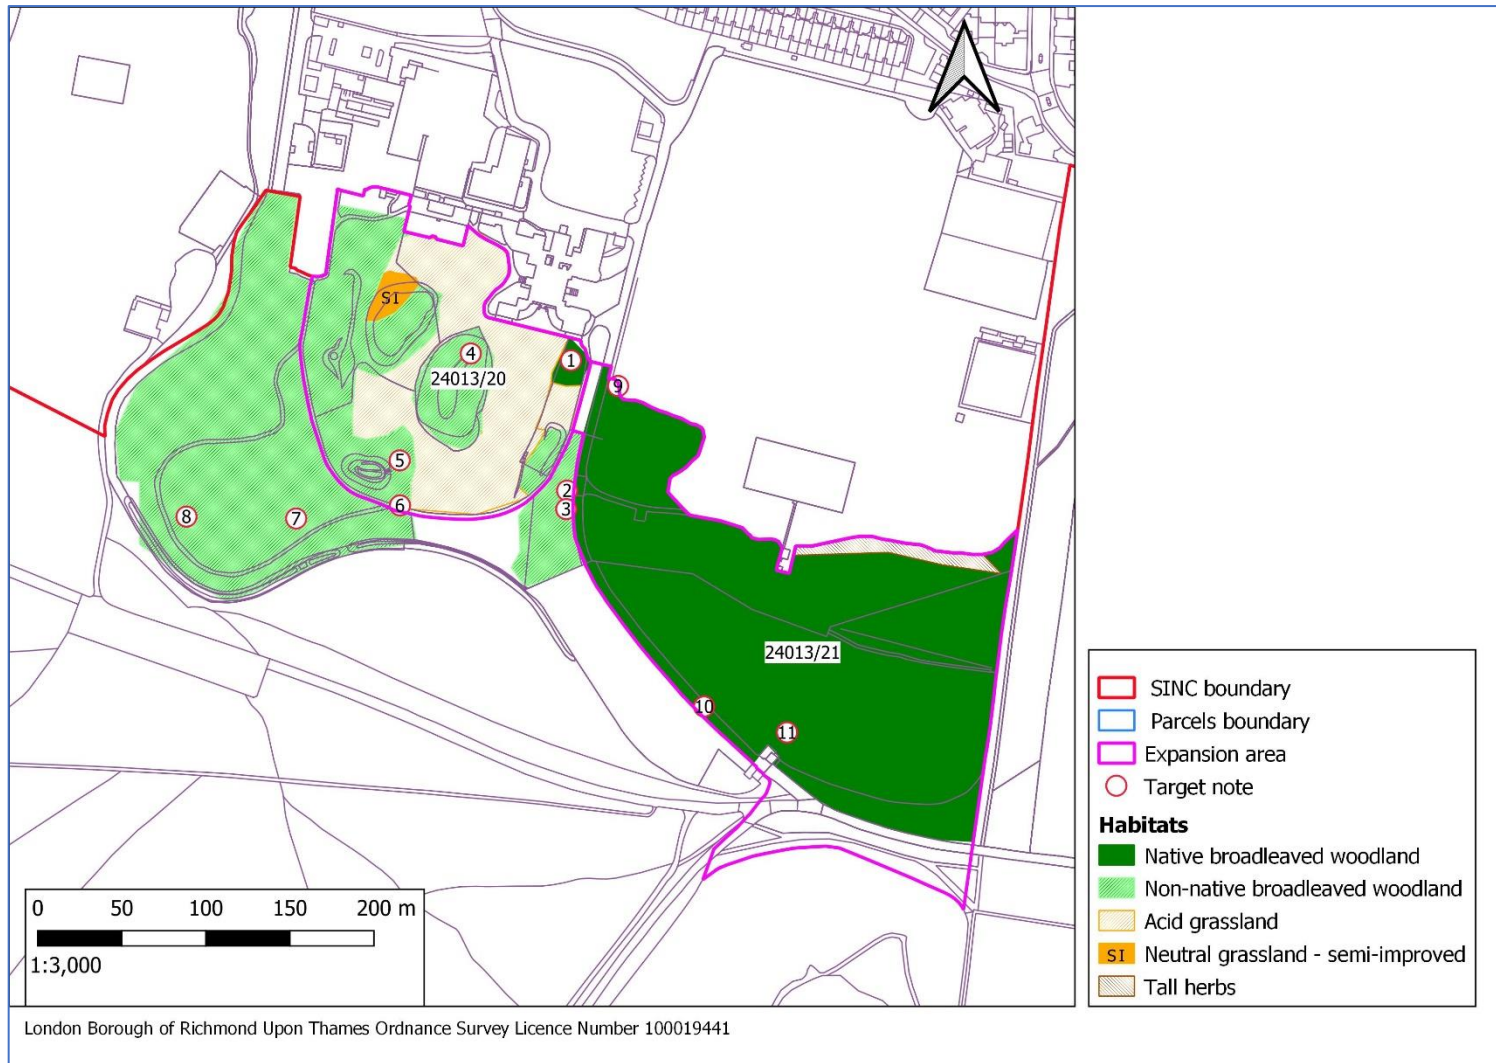 SI
4
1
24013/20
9
5
2
6
3
8
7
24013/21
10
11
SINC boundary
Parcels boundary
Expansion area
Target note
Habitats
Native broadleaved woodland
Non-native broadleaved woodland
Acid grassland
SI Neutral grassland - semi-improved
Tall herbs
0 50 100 150 200 m
1:3,000
London Borough of Richmond Upon Thames Ordnance Survey Licence Number 100019441